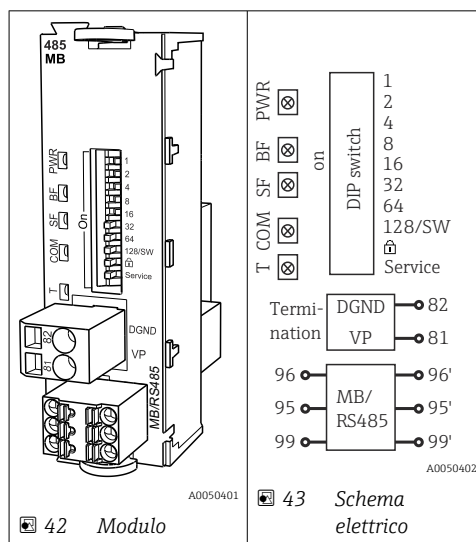 485
MB
PWR
BF
SF
COM
T
On
1
2
4
8
16
32
64
128/SW
Service
82
81
DGND
VP
MB/RS485
A0050401
42 Modulo
PWR
BF
SF
COM
T
on
DIP switch
1
2
4
8
16
32
64
128/SW
Service
Termi-
nation
DGND
VP
82
81
96
95
99
MB/
RS485
96'
95'
99'
A0050402
43 Schema
elettrico